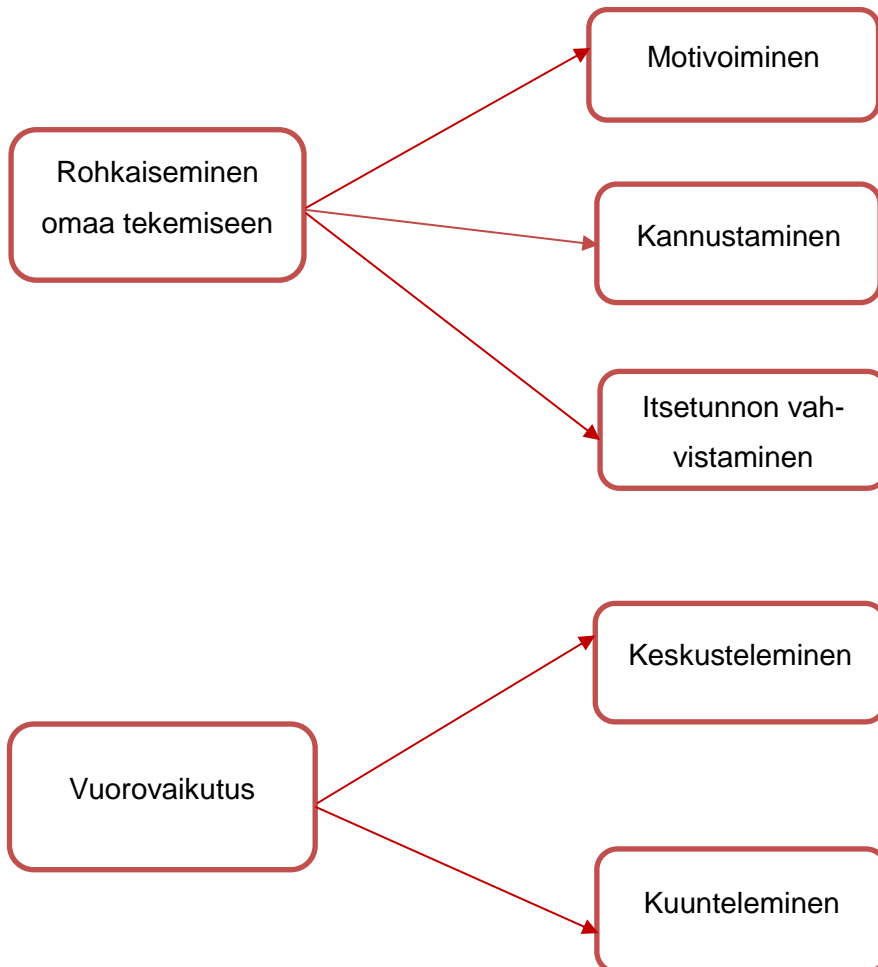 Motivoiminen
Rohkaiseminen
omaa tekemiseen
Kannustaminen
Itsetunnon vah-
vistaminen
Keskusteleminen
Vuorovaikutus
Kuunteleminen